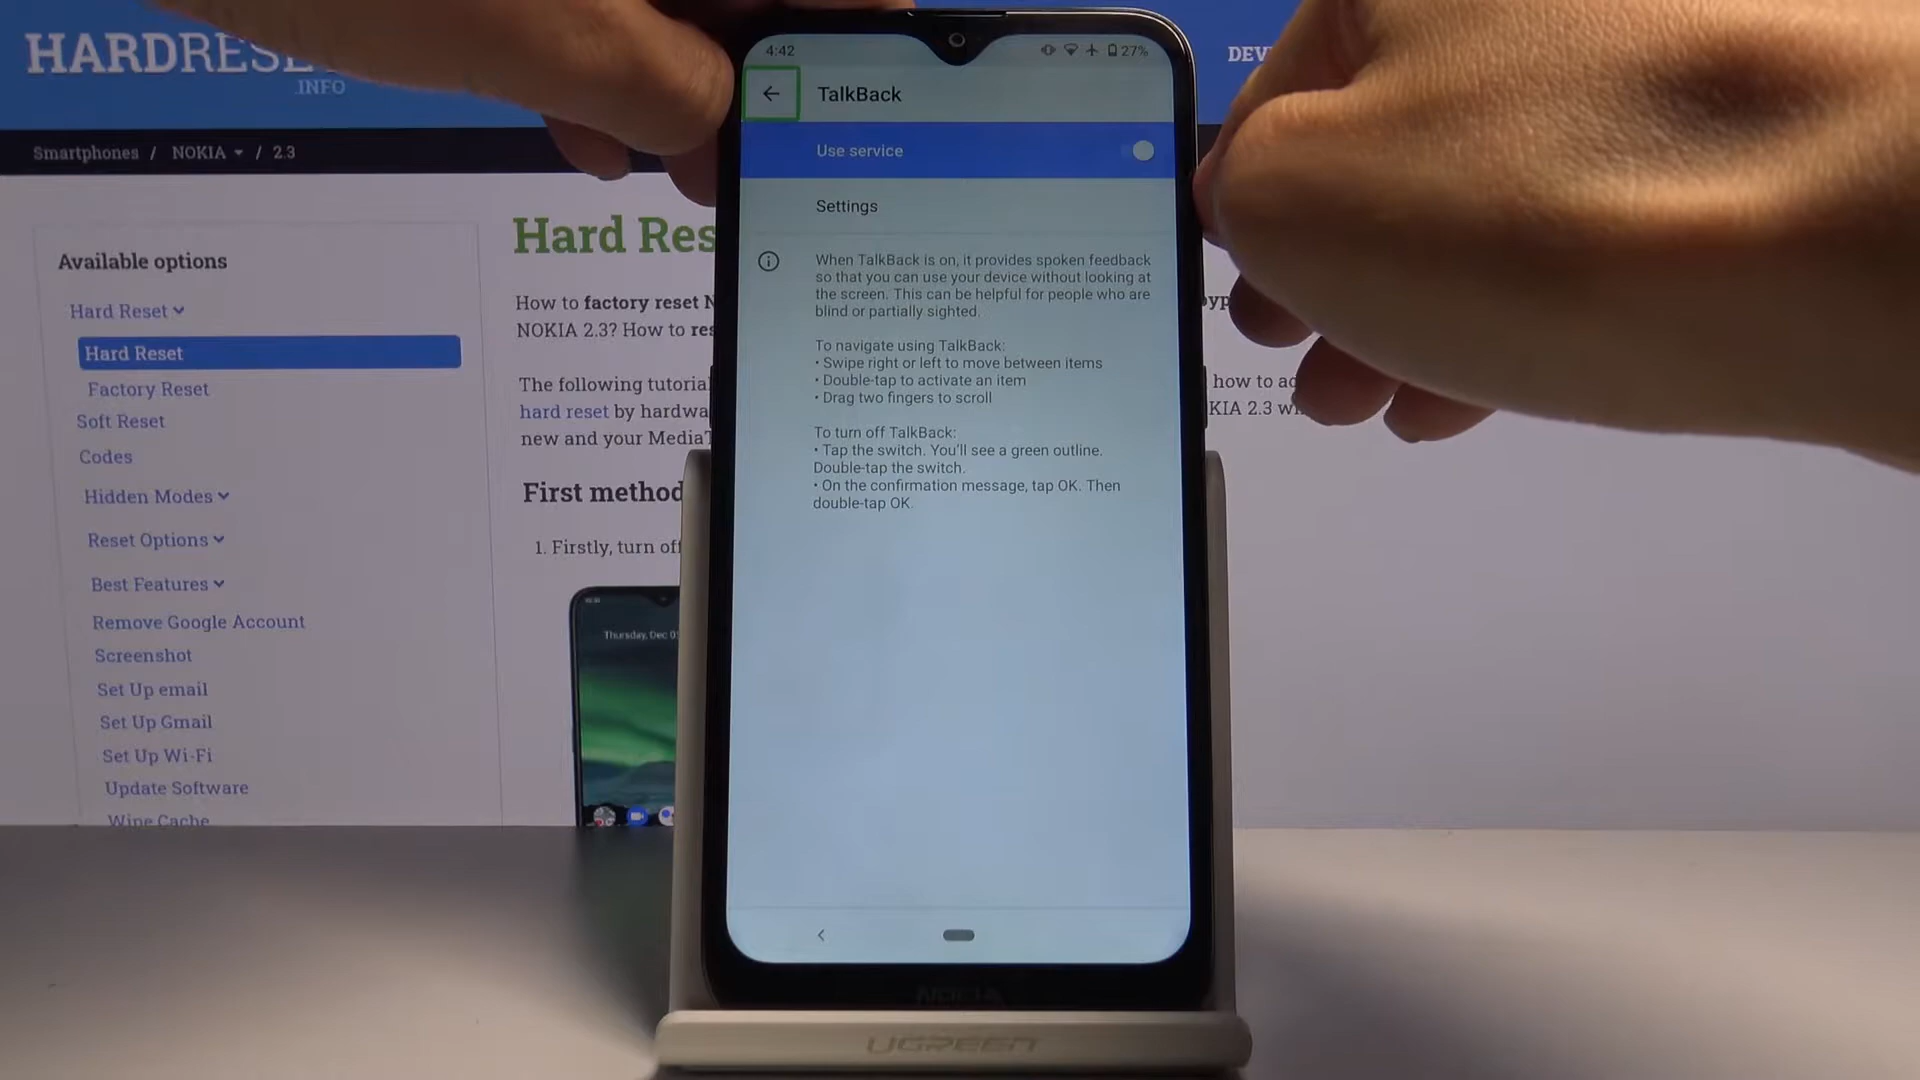 HARDRESET
.INFO
DEV
Smartphones / NOKIA / 2.3
Available options
Hard Reset
Hard Reset
Factory Reset
Soft Reset
Codes
Hidden Modes
Reset Options
Best Features
Remove Google Account
Screenshot
Set Up email
Set Up Gmail
Set Up Wi-Fi
Update Software
Wipe Cache
Hard Res
How to factory reset N
NOKIA 2.3? How to res
The following tutoria
how to ad
hard reset by hardwa
KIA 2.3 wi
new and your MediaT
First method
1. Firstly, turn off
Thursday, Dec 0
4:42
27%
TalkBack
Use service
Settings
When TalkBack is on, it provides spoken feedback
so that you can use your device without looking at
the screen. This can be helpful for people who are
blind or partially sighted.
To navigate using TalkBack:
• Swipe right or left to move between items
• Double-tap to activate an item
• Drag two fingers to scroll
To turn off TalkBack:
• Tap the switch. You'll see a green outline.
Double-tap the switch.
• On the confirmation message, tap OK. Then
double-tap OK.
NOKIA
UGREEN